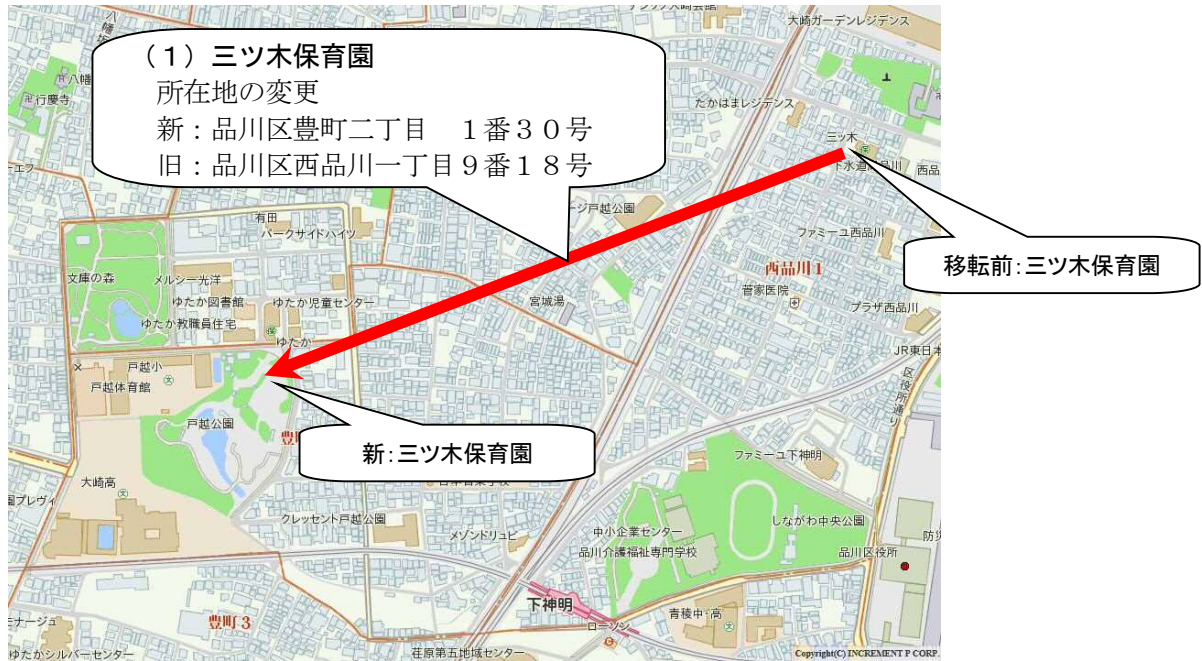 （１）三ツ木保育園
所在地の変更
新：品川区豊町二丁目　１番３０号
旧：品川区西品川一丁目９番１８号
移転前：三ツ木保育園
新：三ツ木保育園
大崎ガーデンレジデンス
たかはまレジデンス
三ツ木
行慶寺
有田
パークサイドハイツ
ファミーユ西品川
西品川1
菅家医院
プラザ西品川
文庫の森
メルシー光洋
ゆたか図書館
ゆたか児童センター
ゆたか教職員住宅
ゆたか
宮城湯
JR東日本
区役所通り
戸越小
戸越体育館
戸越公園
大崎高
クレッセント戸越公園
メゾンドリュビ
ファミーユ下神明
中小企業センター
品川介護福祉専門学校
しながわ中央公園
品川区役所
下神明
ローソン
青稜中・高
豊町3
ゆたかシルバーセンター
荏原第五地域センター
Copyright(C) INCREMENT P CORP.